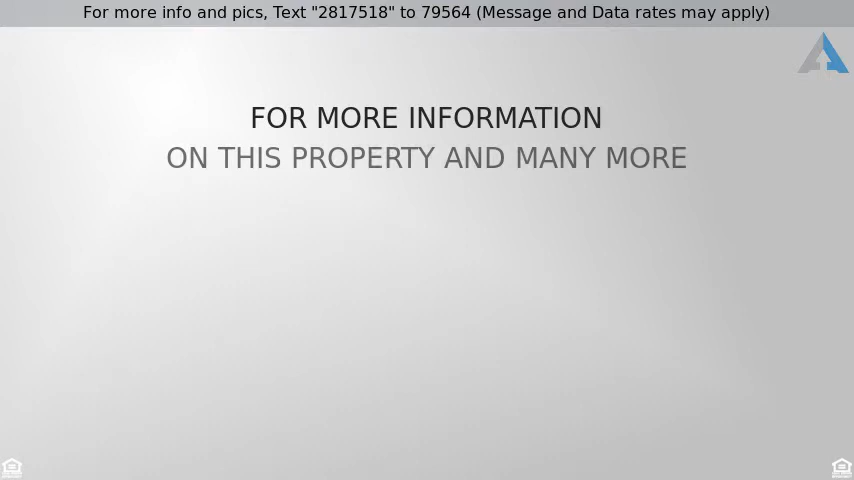 For more info and pics, Text "2817518" to 79564 (Message and Data rates may apply)
FOR MORE INFORMATION
ON THIS PROPERTY AND MANY MORE